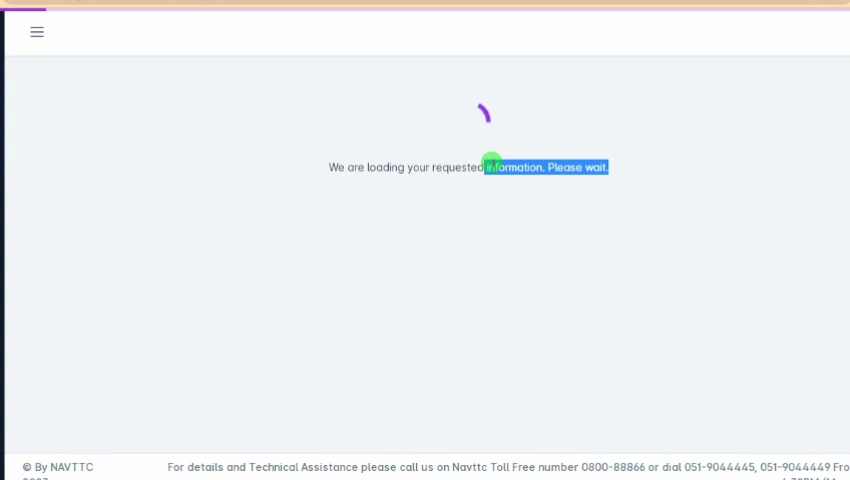 We are loading your requested information. Please wait.
© By NAVTTC
For details and Technical Assistance please call us on Navttc Toll Free number 0800-88866 or dial 051-9044445, 051-9044449 Fro